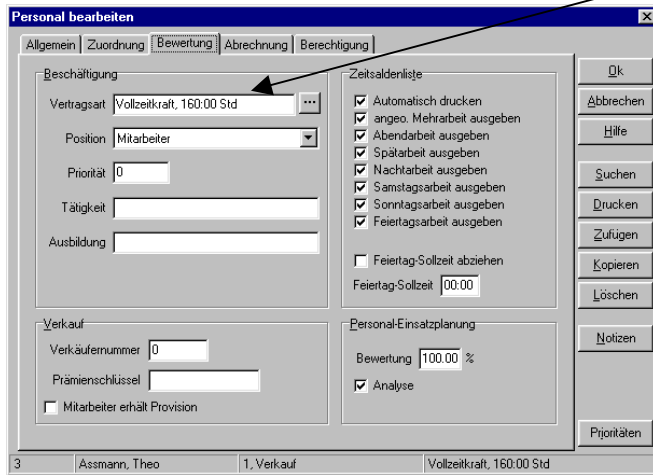 Personal bearbeiten
Allgemein Zuordnung Bewertung Abrechnung Berechtigung
Beschäftigung
Vertragsart Vollzeitkraft, 160:00 Std ...
Position Mitarbeiter
Priorität 0
Tätigkeit
Ausbildung
Zeitsaldenliste
Automatisch drucken
angeo. Mehrarbeit ausgeben
Abendarbeit ausgeben
Spätarbeit ausgeben
Nachtarbeit ausgeben
Samstagsarbeit ausgeben
Sonntagsarbeit ausgeben
Feiertagsarbeit ausgeben
Feiertag-Sollzeit abziehen
Feiertag-Sollzeit 00:00
Verkauf
Verkäufernummer 0
Prämienschlüssel
Mitarbeiter erhält Provision
Personal-Einsatzplanung
Bewertung 100.00 %
Analyse
Ok
Abbrechen
Hilfe
Suchen
Drucken
Zufügen
Kopieren
Löschen
Notizen
Prioritäten
3 Assmann, Theo 1, Verkauf Vollzeitkraft, 160:00 Std